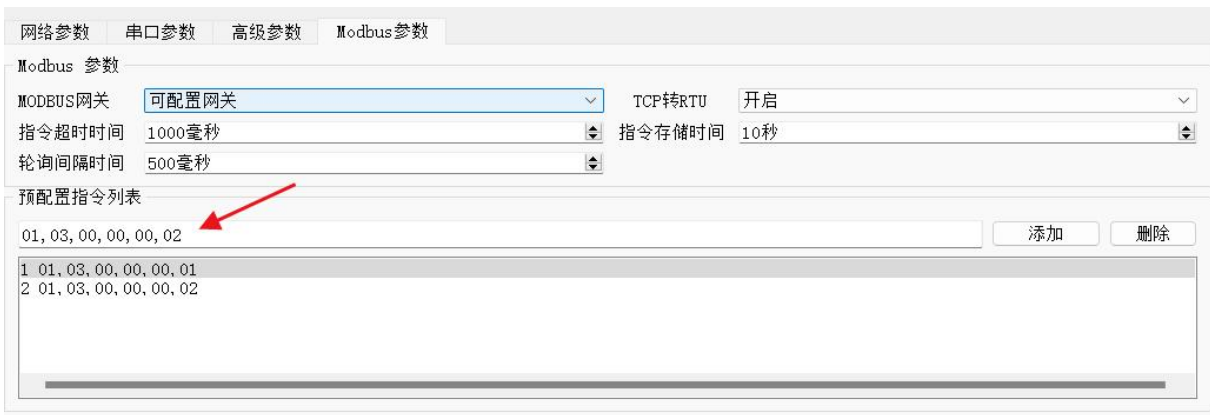 网络参数 串口参数 高级参数 Modbus参数
Modbus 参数
MODBUS网关 可配置网关 TCP转RTU 开启
指令超时时间 1000毫秒 指令存储时间 10秒
轮询间隔时间 500毫秒
预配置指令列表
01,03,00,00,00,02 添加 删除
1 01,03,00,00,00,01
2 01,03,00,00,00,02